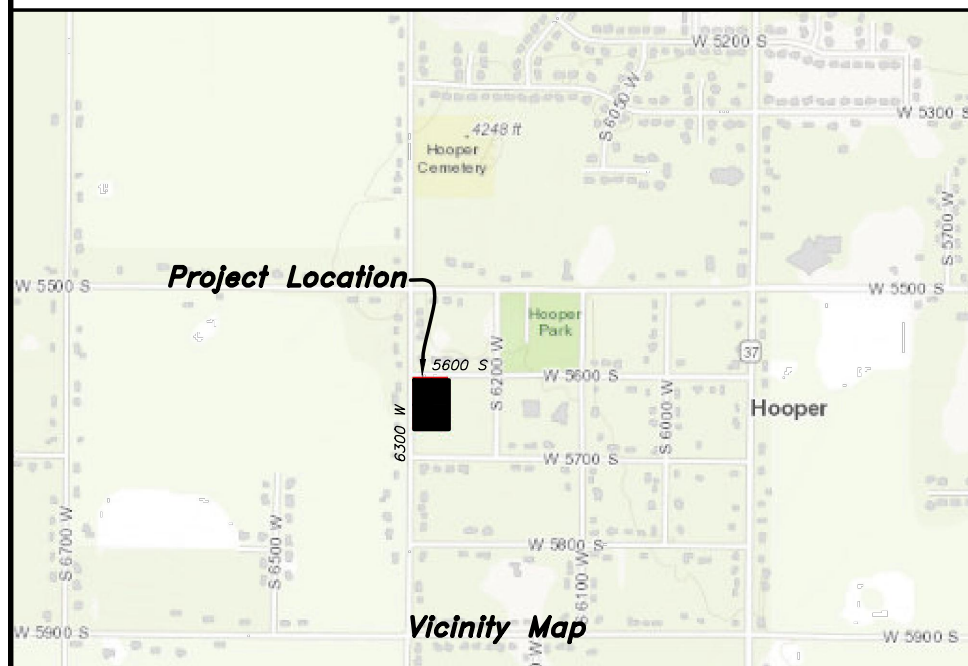 W 5200 S
S 6050 W
W 5300 S
4248 ft
Hooper
Cemetery
S 5700 W
Project Location
W 5500 S
W 5500 S
Hooper
Park
37
5600 S
S 6200 W
W 5600 S
6300 W
S 6000 W
Hooper
W 5700 S
S 6700 W
S 6500 W
W 5800 S
S 6100 W
W 5900 S
Vicinity Map
W 5900 S
0 W